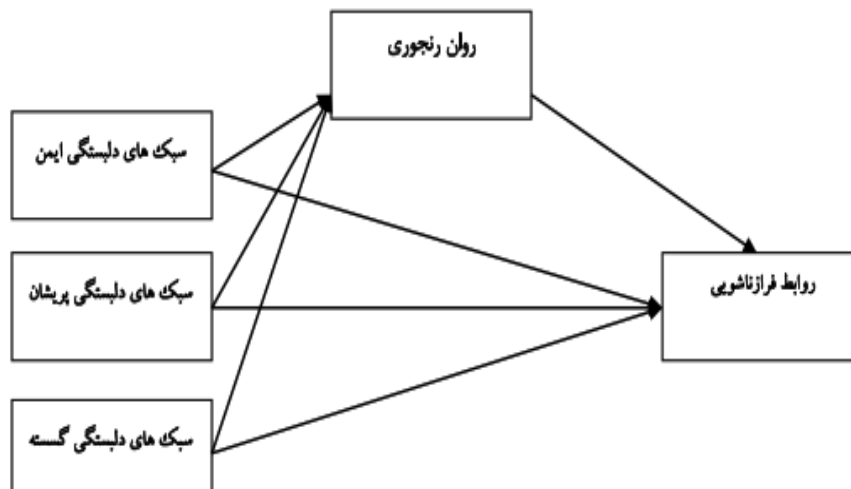 روان رنجوری
سبک های دلبستگی ایمن
سبک های دلبستگی پریشان
روابط فرازناشویی
سبک های دلبستگی گسسته